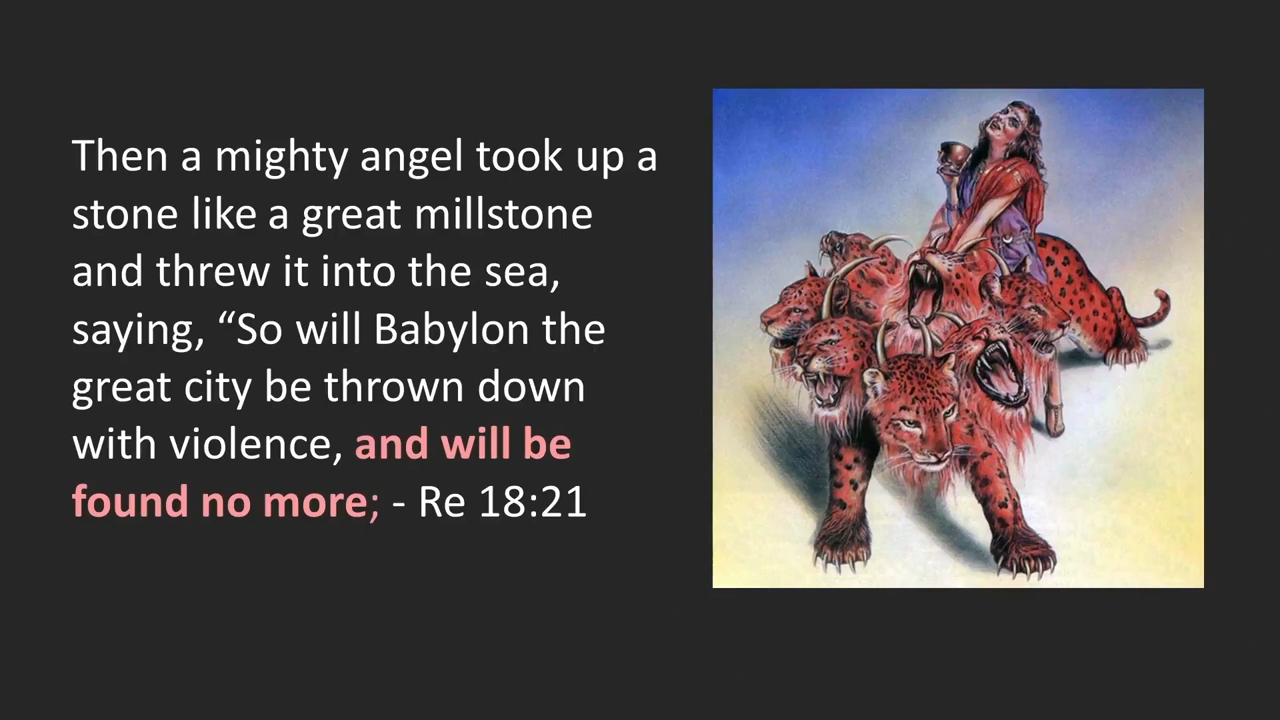 Then a mighty angel took up a
stone like a great millstone
and threw it into the sea,
saying, “So will Babylon the
great city be thrown down
with violence, and will be
found no more; - Re 18:21